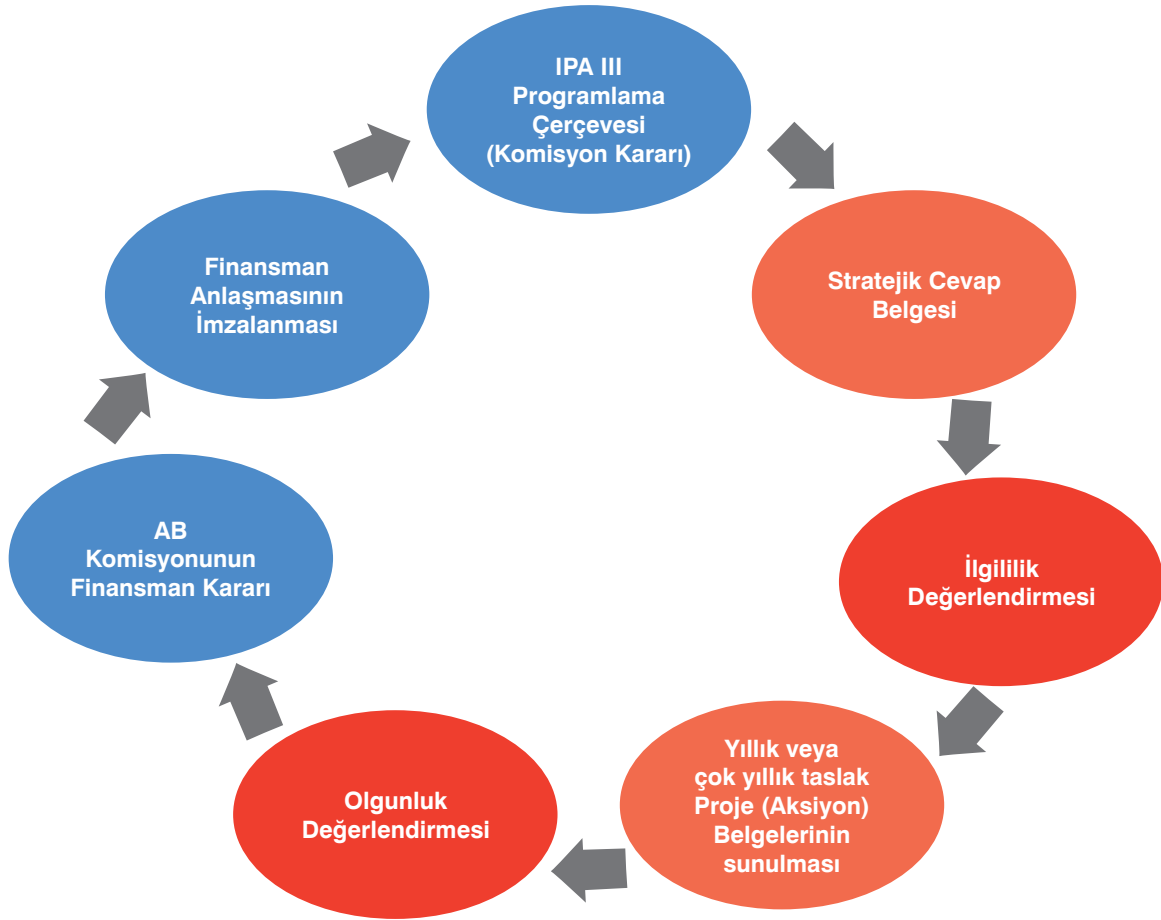 IPA III
Programlama
Çerçevesi
(Komisyon Kararı)
Stratejik Cevap
Belgesi
İlgililik
Değerlendirmesi
Yıllık veya
çok yıllık taslak
Proje (Aksiyon)
Belgelerinin
sunulması
Olgunluk
Değerlendirmesi
AB
Komisyonunun
Finansman Kararı
Finansman
Anlaşmasının
İmzalanması